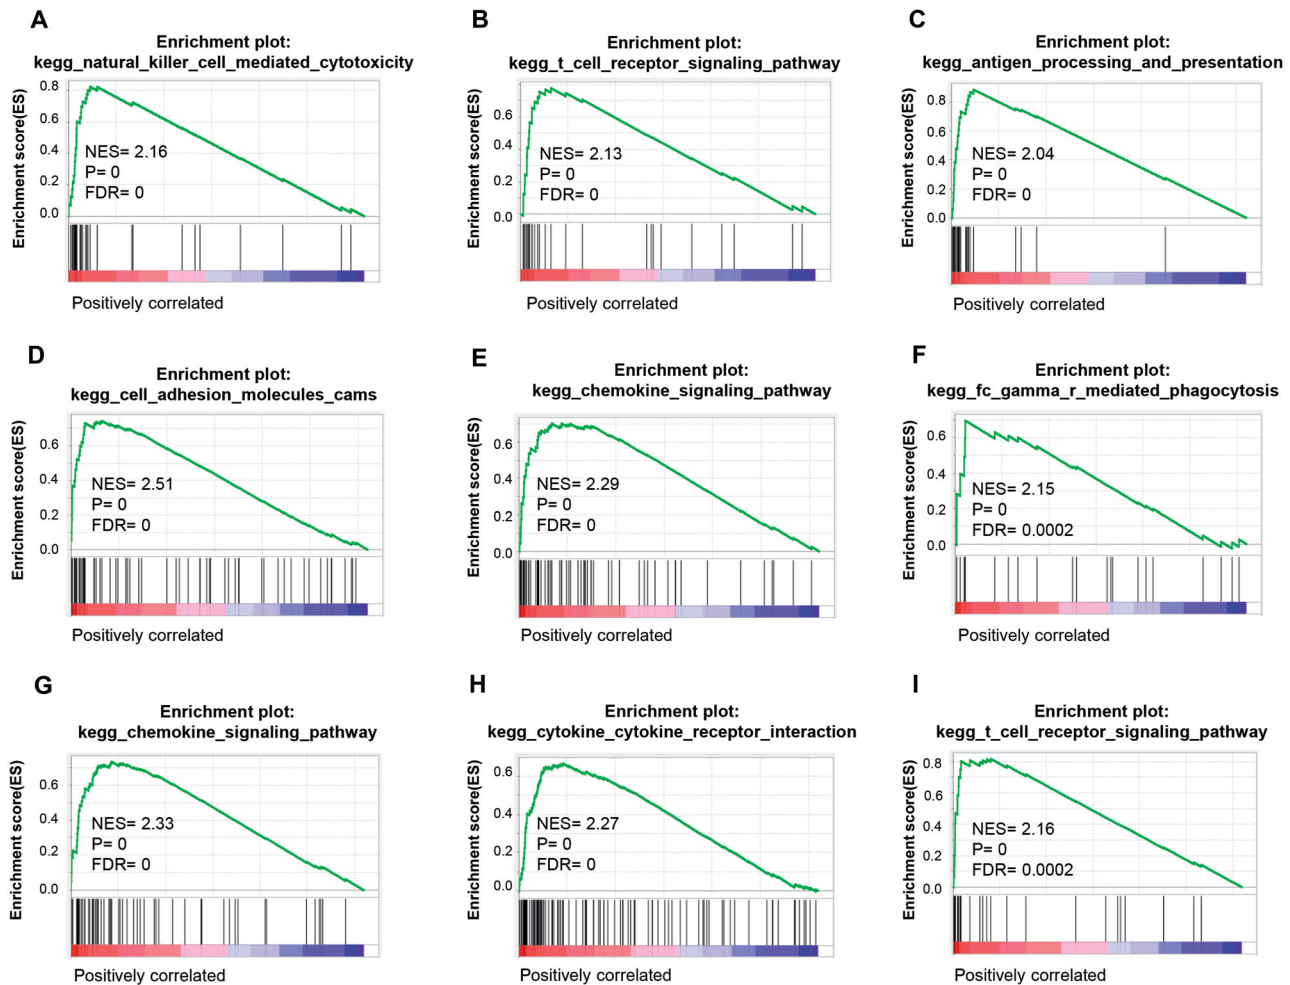 A
Enrichment plot:
kegg_natural_killer_cell_mediated_cytotoxicity
Enrichment score(ES)
0.8
0.6
0.4
0.2
0.0
NES= 2.16
P= 0
FDR= 0
Positively correlated
B
Enrichment plot:
kegg_t_cell_receptor_signaling_pathway
Enrichment score(ES)
0.6
0.4
0.2
0.0
NES= 2.13
P= 0
FDR= 0
Positively correlated
C
Enrichment plot:
kegg_antigen_processing_and_presentation
Enrichment score(ES)
0.8
0.6
0.4
0.2
0.0
NES= 2.04
P= 0
FDR= 0
Positively correlated
D
Enrichment plot:
kegg_cell_adhesion_molecules_cams
Enrichment score(ES)
0.6
0.4
0.2
0.0
NES= 2.51
P= 0
FDR= 0
Positively correlated
E
Enrichment plot:
kegg_chemokine_signaling_pathway
Enrichment score(ES)
0.6
0.4
0.2
0.0
NES= 2.29
P= 0
FDR= 0
Positively correlated
F
Enrichment plot:
kegg_fc_gamma_r_mediated_phagocytosis
Enrichment score(ES)
0.6
0.4
0.2
0.0
NES= 2.15
P= 0
FDR= 0.0002
Positively correlated
G
Enrichment plot:
kegg_chemokine_signaling_pathway
Enrichment score(ES)
0.6
0.4
0.2
0.0
NES= 2.33
P= 0
FDR= 0
Positively correlated
H
Enrichment plot:
kegg_cytokine_cytokine_receptor_interaction
Enrichment score(ES)
0.6
0.4
0.2
0.0
NES= 2.27
P= 0
FDR= 0
Positively correlated
I
Enrichment plot:
kegg_t_cell_receptor_signaling_pathway
Enrichment score(ES)
0.8
0.6
0.4
0.2
0.0
NES= 2.16
P= 0
FDR= 0.0002
Positively correlated